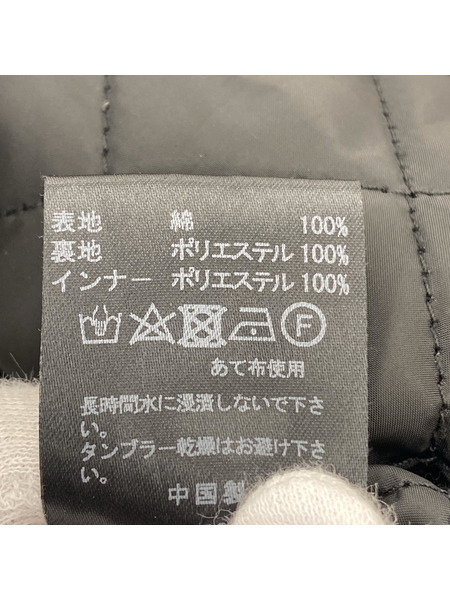 表地 綿 100%
裏地 ポリエステル 100%
インナー ポリエステル 100%
F
あて布使用
長時間水に浸漬しないで下さ
い。
タンブラー乾燥はお避け下さ
い。
中国製